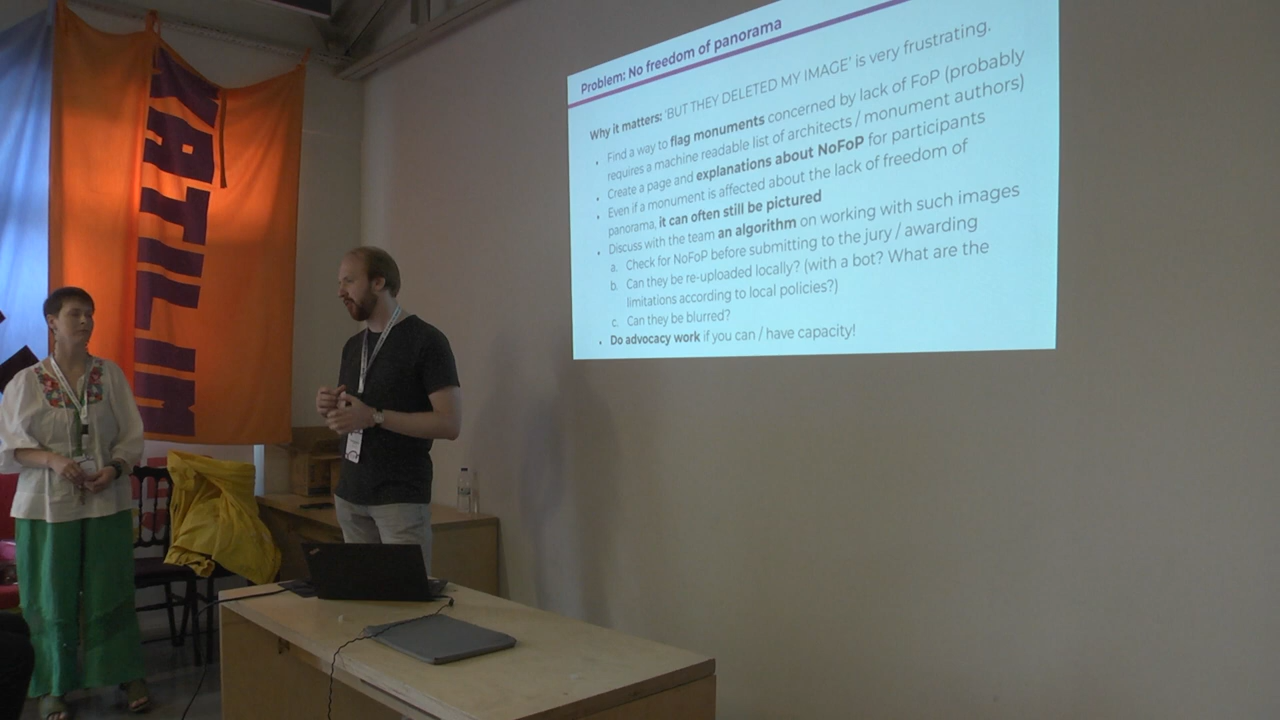 Problem: No freedom of panorama
Why it matters: 'BUT THEY DELETED MY IMAGE' is very frustrating.
• Find a way to flag monuments concerned by lack of FoP (probably
requires a machine readable list of architects / monument authors)
• Create a page and explanations about NoFoP for participants
• Even if a monument is affected about the lack of freedom of
panorama, it can often still be pictured
• Discuss with the team an algorithm on working with such images
a. Check for NoFoP before submitting to the jury / awarding
b. Can they be re-uploaded locally? (with a bot? What are the
limitations according to local policies?)
c. Can they be blurred?
• Do advocacy work if you can / have capacity!